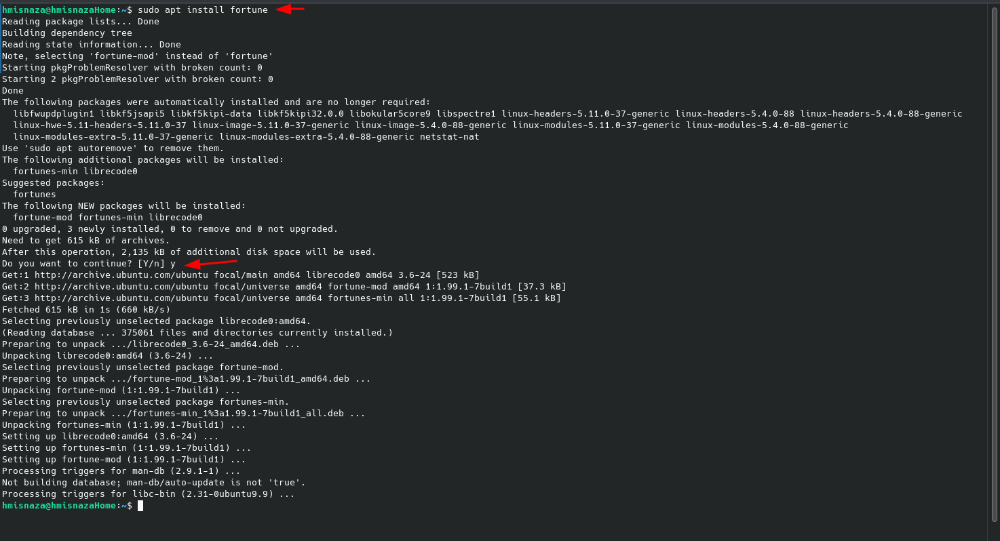 hmisnaza@hmisnazaHome:~$ sudo apt install fortune
Reading package lists... Done
Building dependency tree
Reading state information... Done
Note, selecting 'fortune-mod' instead of 'fortune'
Starting pkgProblemResolver with broken count: 0
Starting 2 pkgProblemResolver with broken count: 0
Done
The following packages were automatically installed and are no longer required:
  libfwupdplugin1 libkf5jsapi5 libkf5kipi-data libkf5kipi32.0.0 libokular5core9 libspectre1 linux-headers-5.11.0-37-generic linux-headers-5.4.0-88 linux-headers-5.4.0-88-generic
  linux-hwe-5.11-headers-5.11.0-37 linux-image-5.11.0-37-generic linux-image-5.4.0-88-generic linux-modules-5.11.0-37-generic linux-modules-5.4.0-88-generic
  linux-modules-extra-5.11.0-37-generic linux-modules-extra-5.4.0-88-generic netstat-nat
Use 'sudo apt autoremove' to remove them.
The following additional packages will be installed:
  fortunes-min librecode0
Suggested packages:
  fortunes
The following NEW packages will be installed:
  fortune-mod fortunes-min librecode0
0 upgraded, 3 newly installed, 0 to remove and 0 not upgraded.
Need to get 615 kB of archives.
After this operation, 2,135 kB of additional disk space will be used.
Do you want to continue? [Y/n] y
Get:1 http://archive.ubuntu.com/ubuntu focal/main amd64 librecode0 amd64 3.6-24 [523 kB]
Get:2 http://archive.ubuntu.com/ubuntu focal/universe amd64 fortune-mod amd64 1:1.99.1-7build1 [37.3 kB]
Get:3 http://archive.ubuntu.com/ubuntu focal/universe amd64 fortunes-min all 1:1.99.1-7build1 [55.1 kB]
Fetched 615 kB in 1s (660 kB/s)
Selecting previously unselected package librecode0:amd64.
(Reading database ... 375061 files and directories currently installed.)
Preparing to unpack .../librecode0_3.6-24_amd64.deb ...
Unpacking librecode0:amd64 (3.6-24) ...
Selecting previously unselected package fortune-mod.
Preparing to unpack .../fortune-mod_1%3a1.99.1-7build1_amd64.deb ...
Unpacking fortune-mod (1:1.99.1-7build1) ...
Selecting previously unselected package fortunes-min.
Preparing to unpack .../fortunes-min_1%3a1.99.1-7build1_all.deb ...
Unpacking fortunes-min (1:1.99.1-7build1) ...
Setting up librecode0:amd64 (3.6-24) ...
Setting up fortunes-min (1:1.99.1-7build1) ...
Setting up fortune-mod (1:1.99.1-7build1) ...
Processing triggers for man-db (2.9.1-1) ...
Not building database; man-db/auto-update is not 'true'.
Processing triggers for libc-bin (2.31-0ubuntu9.9) ...
hmisnaza@hmisnazaHome:~$